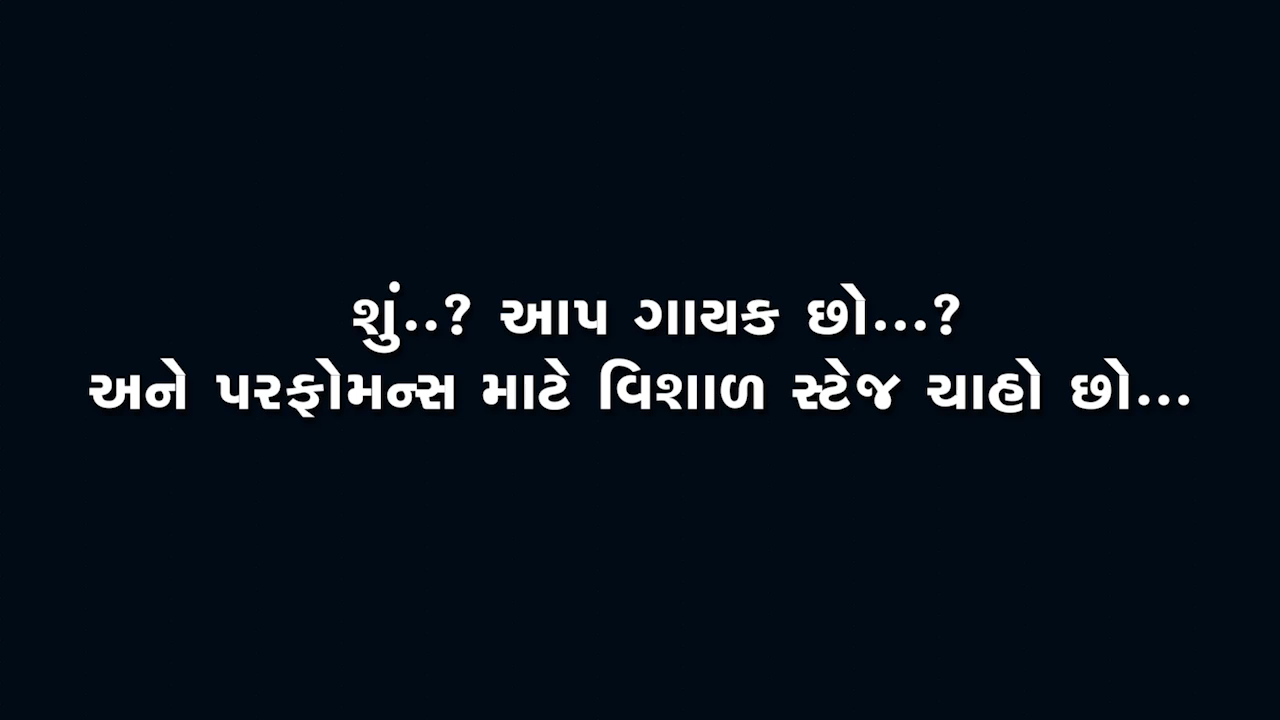 શું..? આપ ગાયક છો...?
અને પરફોમન્સ માટે વિશાળ સ્ટેજ ચાહો છો...